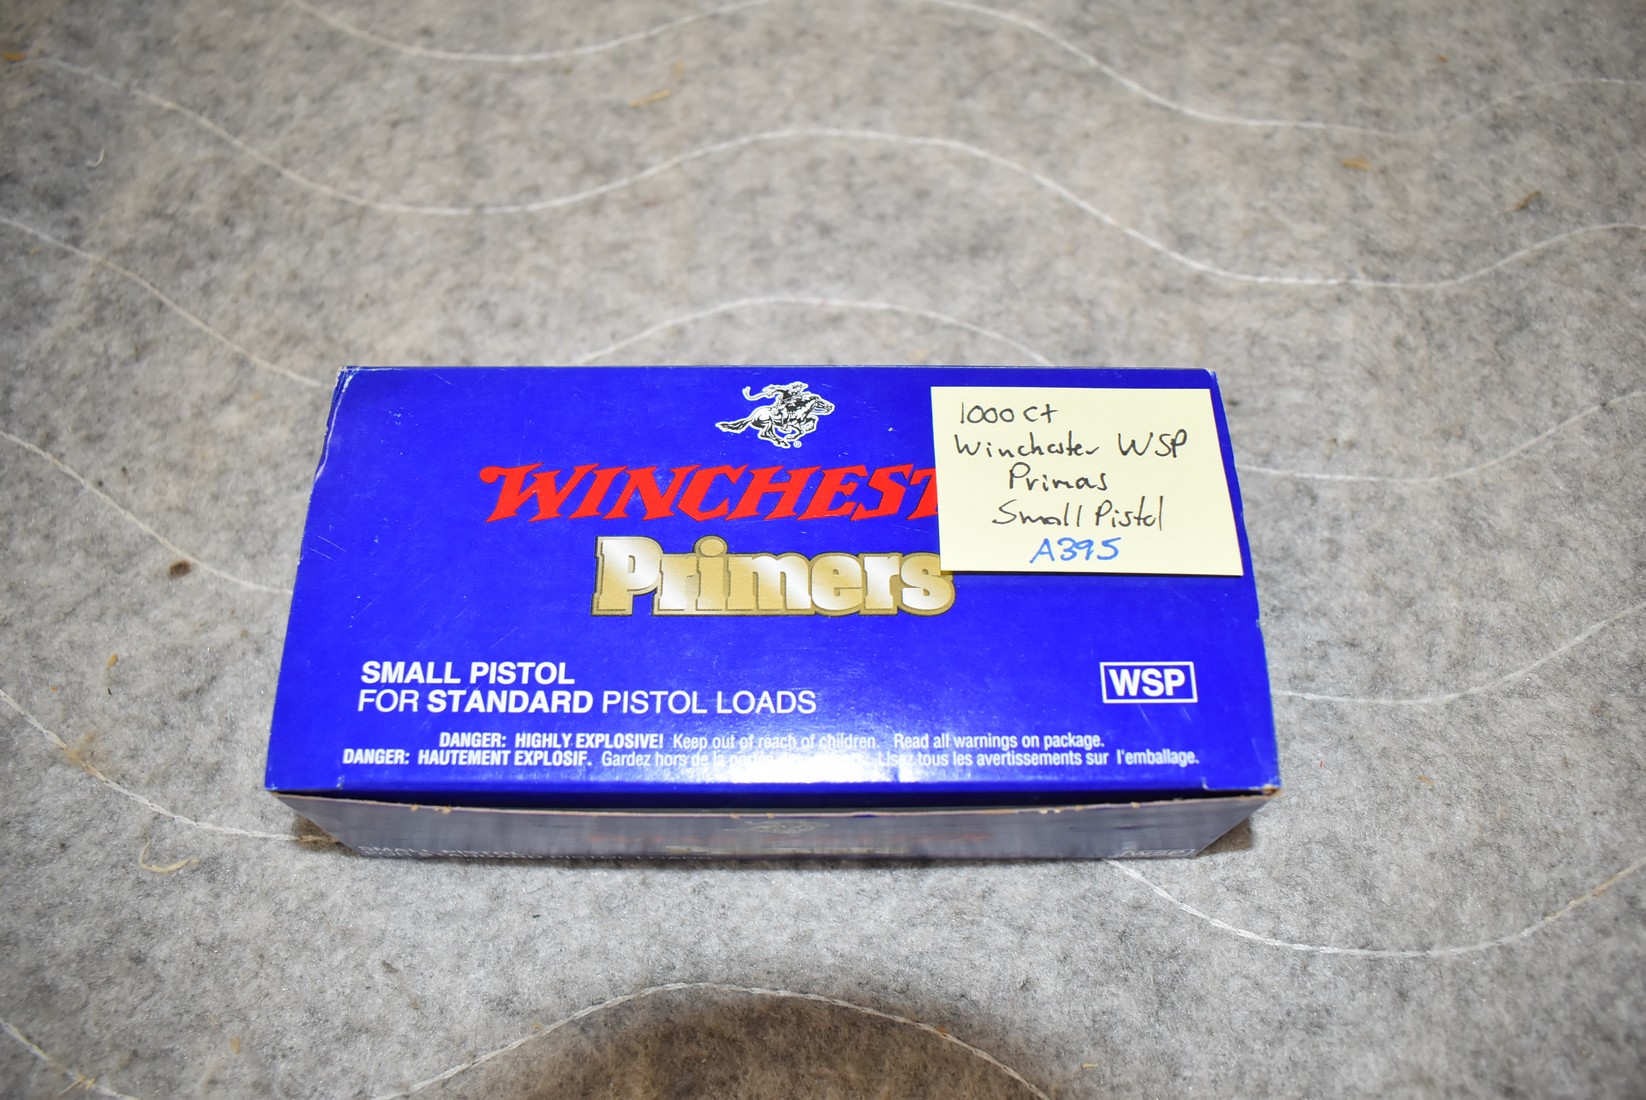 1000 ct
Winchester WSP
Primas
Small Pistol
A395
WINCHEST
Primers
SMALL PISTOL
FOR STANDARD PISTOL LOADS
WSP
DANGER: HIGHLY EXPLOSIVE! Keep out of reach of children. Read all warnings on package.
DANGER: HAUTEMENT EXPLOSIF. Gardez hors de la Lisez tous les avertissements sur l'emballage.